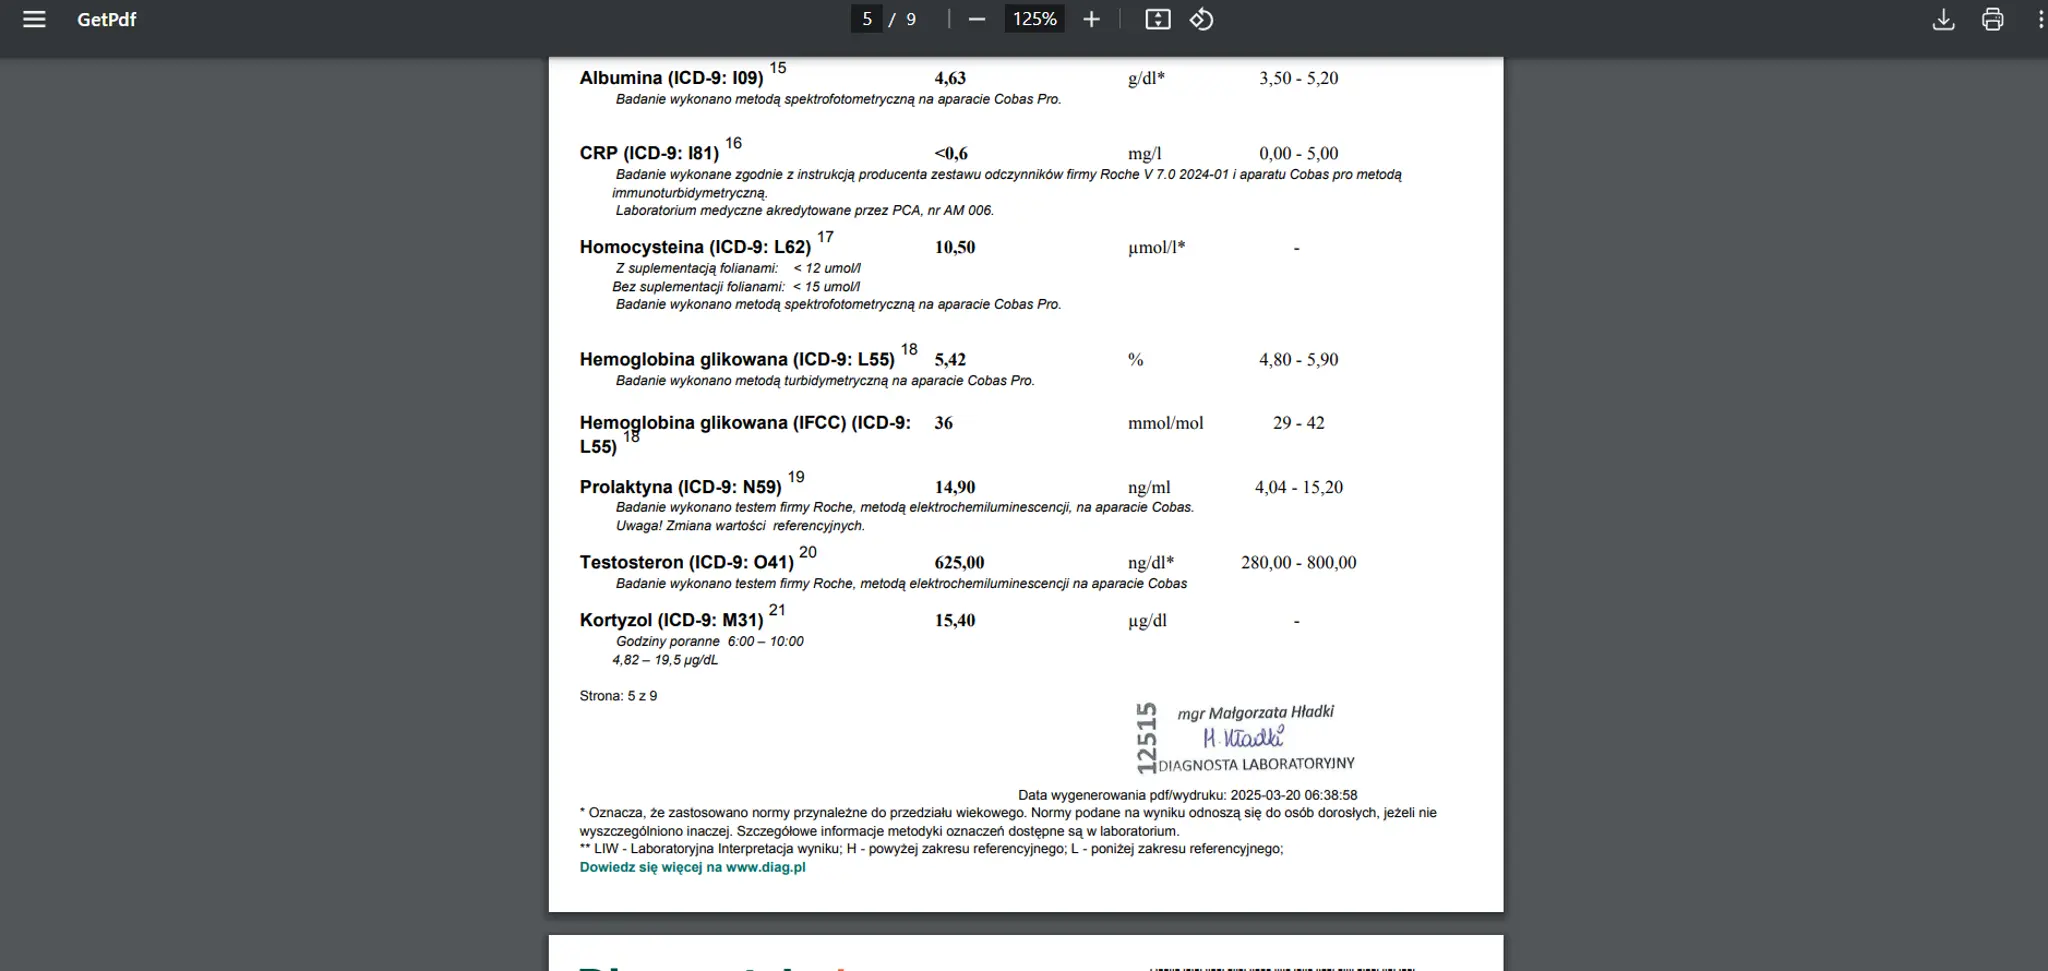 GetPdf
5 / 9
125%
Albumina (ICD-9: I09) 15 4,63 g/dl* 3,50 - 5,20
Badanie wykonano metodą spektrofotometryczną na aparacie Cobas Pro.
CRP (ICD-9: I81) 16 <0,6 mg/l 0,00 - 5,00
Badanie wykonane zgodnie z instrukcją producenta zestawu odczynników firmy Roche V 7.0 2024-01 i aparatu Cobas pro metodą
immunoturbidymetryczną.
Laboratorium medyczne akredytowane przez PCA, nr AM 006.
Homocysteina (ICD-9: L62) 17 10,50 µmol/l* -
Z suplementacją folianami: < 12 umol/l
Bez suplementacji folianami: < 15 umol/l
Badanie wykonano metodą spektrofotometryczną na aparacie Cobas Pro.
Hemoglobina glikowana (ICD-9: L55) 18 5,42 % 4,80 - 5,90
Badanie wykonano metodą turbidymetryczną na aparacie Cobas Pro.
Hemoglobina glikowana (IFCC) (ICD-9: 36 mmol/mol 29 - 42
L55) 18
Prolaktyna (ICD-9: N59) 19 14,90 ng/ml 4,04 - 15,20
Badanie wykonano testem firmy Roche, metodą elektrochemiluminescencji, na aparacie Cobas.
Uwaga! Zmiana wartości referencyjnych.
Testosteron (ICD-9: O41) 20 625,00 ng/dl* 280,00 - 800,00
Badanie wykonano testem firmy Roche, metodą elektrochemiluminescencji na aparacie Cobas
Kortyzol (ICD-9: M31) 21 15,40 µg/dl -
Godziny poranne 6:00 – 10:00
4,82 – 19,5 µg/dL
Strona: 5 z 9
12515
mgr Małgorzata Hładki
M. Hładki
DIAGNOSTA LABORATORYJNY
Data wygenerowania pdf/wydruku: 2025-03-20 06:38:58
* Oznacza, że zastosowano normy przynależne do przedziału wiekowego. Normy podane na wyniku odnoszą się do osób dorosłych, jeżeli nie
wyszczególniono inaczej. Szczegółowe informacje metodyki oznaczeń dostępne są w laboratorium.
** LIW - Laboratoryjna Interpretacja wyniku; H - powyżej zakresu referencyjnego; L - poniżej zakresu referencyjnego;
Dowiedz się więcej na www.diag.pl